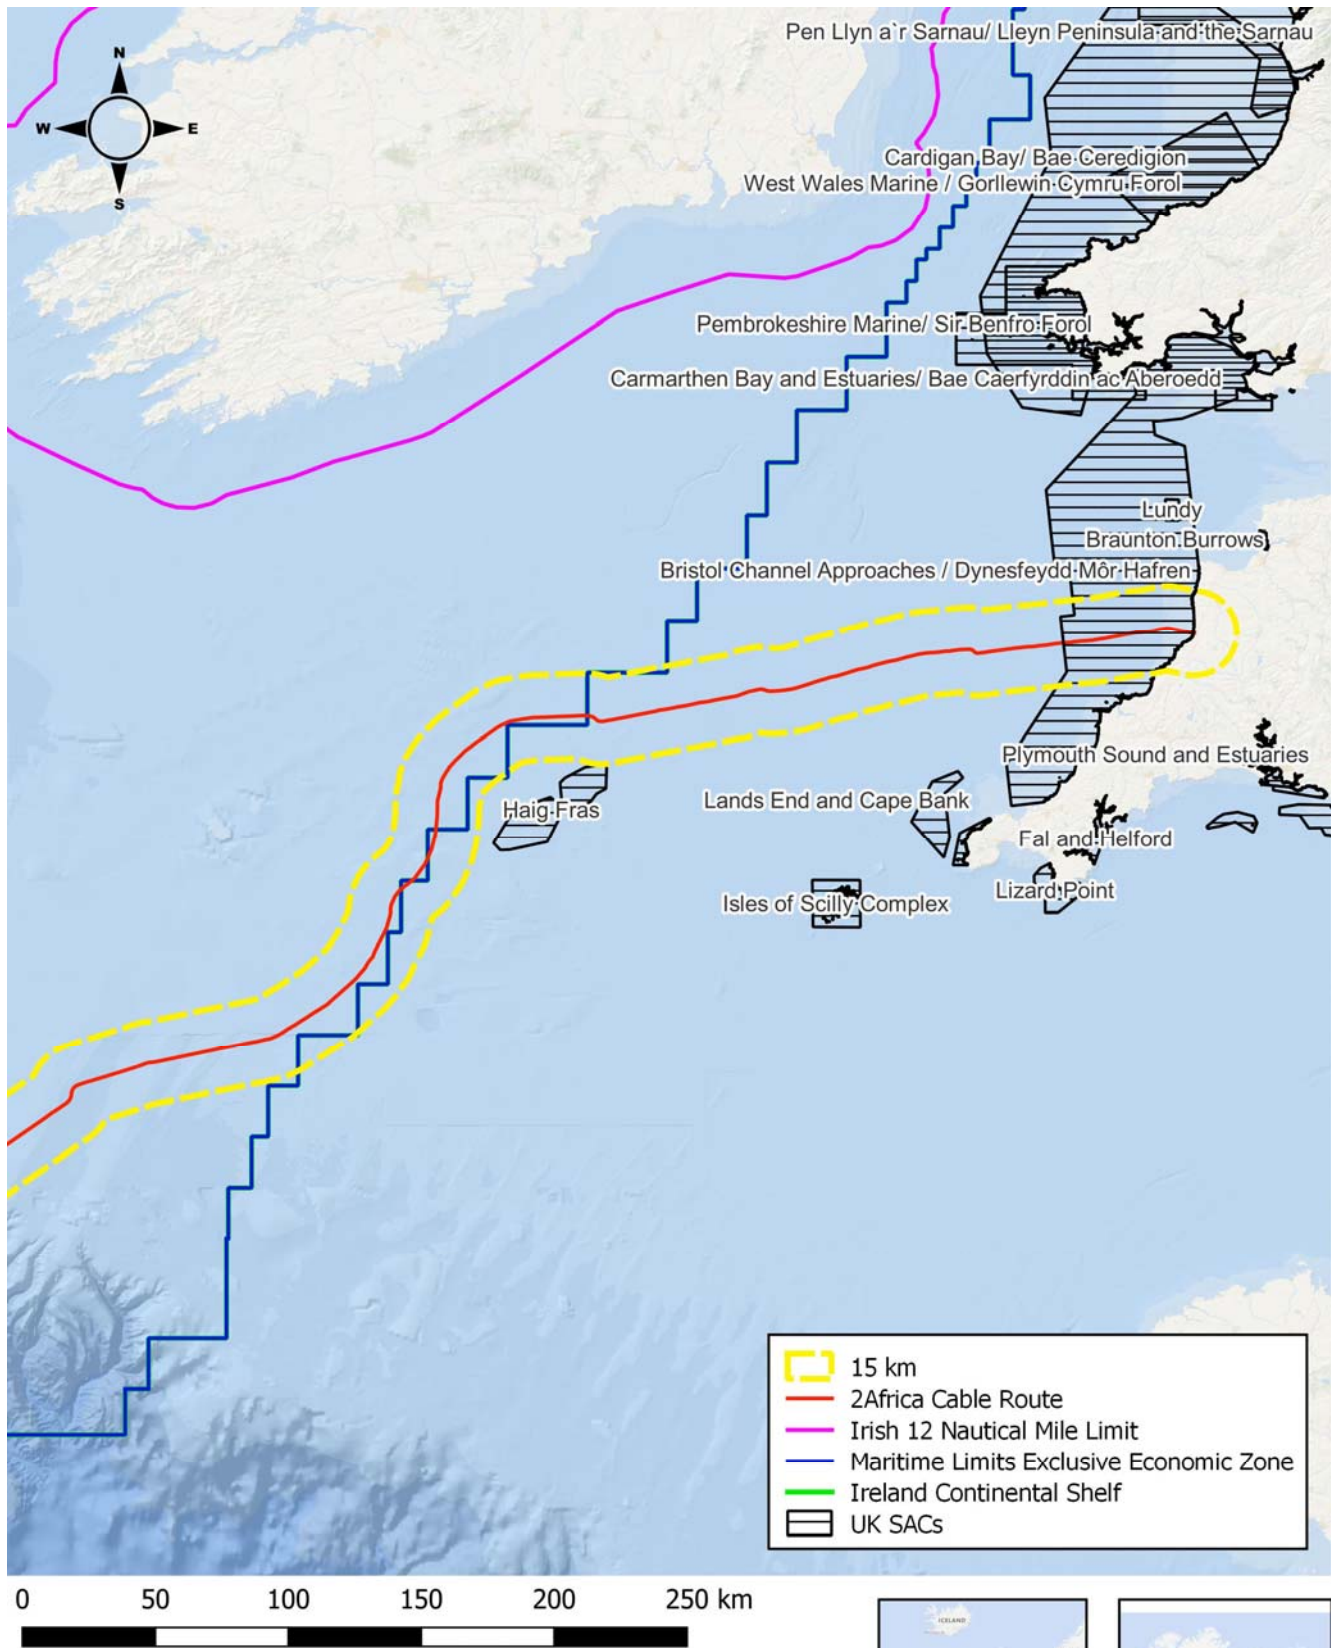 Pen Llyn a`r Sarnau/ Lleyn Peninsula and the Sarnau
N
W
E
S
Cardigan Bay/ Bae Ceredigion
West Wales Marine / Gorllewin Cymru Forol
Pembrokeshire Marine/ Sir Benfro Forol
Carmarthen Bay and Estuaries/ Bae Caerfyrddin ac Aberoedd
Lundy
Braunton Burrows
Bristol Channel Approaches / Dynesfeydd Môr Hafren
Plymouth Sound and Estuaries
Lands End and Cape Bank
Haig Fras
Fal and Helford
Lizard Point
Isles of Scilly Complex
15 km
2Africa Cable Route
Irish 12 Nautical Mile Limit
Maritime Limits Exclusive Economic Zone
Ireland Continental Shelf
UK SACs
0 50 100 150 200 250 km
ICELAND